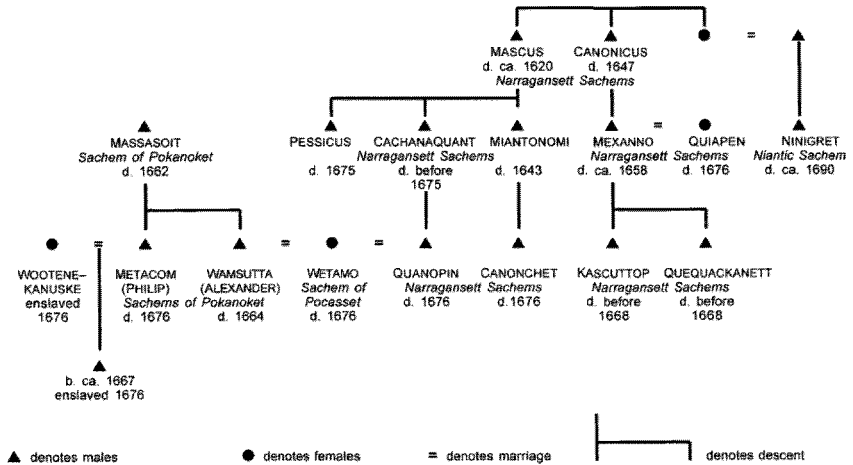 MASCUS
d. ca. 1620
CANONICUS
d. 1647
Narragansett Sachems
=
MASSASOIT
Sachem of Pokanoket
d. 1662
PESSICUS
d. 1675
CACHANAQUANT
d. before
1675
MIANTONOMI
d. 1643
Narragansett Sachems
MEXANNO
d. ca. 1658
=
QUIAPEN
d. 1676
Narragansett Sachems
NINIGRET
Niantic Sachem
d. ca. 1690
WOOTENE-
KANUSKE
enslaved
1676
=
METACOM
(PHILIP)
d. 1676
WAMSUTTA
(ALEXANDER)
d. 1664
Sachems of Pokanoket
=
WETAMO
Sachem of
Pocasset
d. 1676
=
QUANOPIN
d. 1676
CANONCHET
d.1676
Narragansett Sachems
KASCUTTOP
d. before
1668
QUEQUACKANETT
d. before
1668
Narragansett Sachems
b. ca. 1667
enslaved 1676
denotes males
denotes females
= denotes marriage
denotes descent